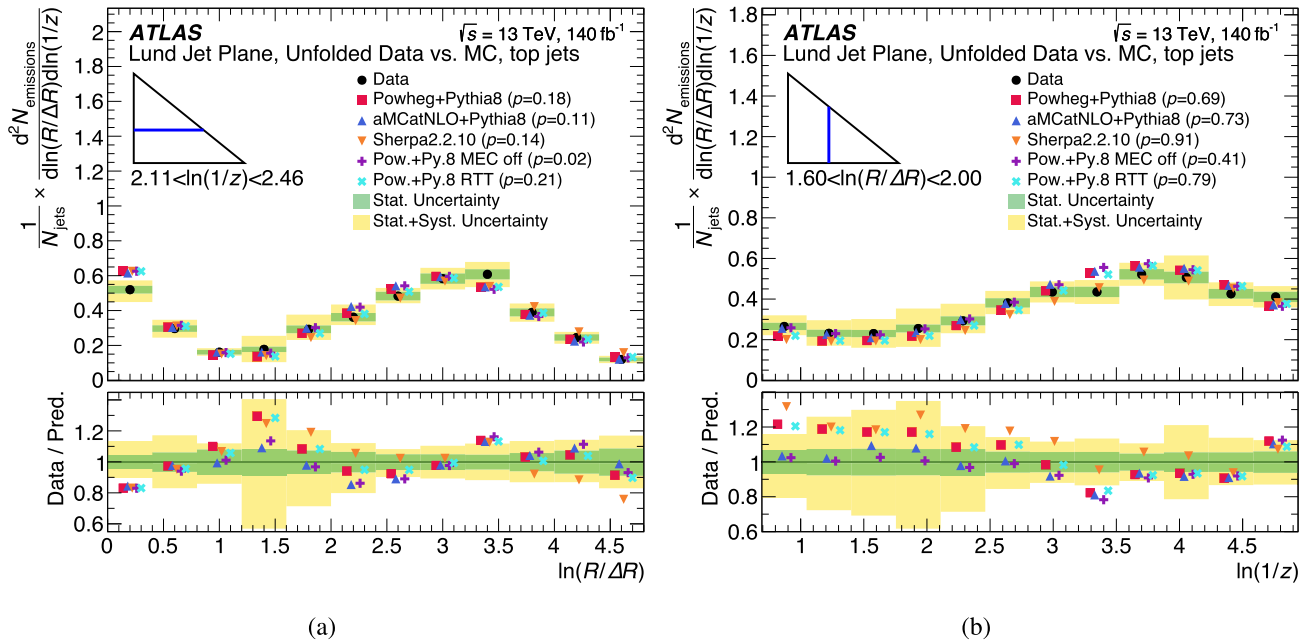 ATLAS
√s = 13 TeV, 140 fb⁻¹
Lund Jet Plane, Unfolded Data vs. MC, top jets
Data
Powheg+Pythia8 (p=0.18)
aMCatNLO+Pythia8 (p=0.11)
Sherpa2.2.10 (p=0.14)
Pow.+Py.8 MEC off (p=0.02)
Pow.+Py.8 RTT (p=0.21)
Stat. Uncertainty
Stat.+Syst. Uncertainty
2.11<ln(1/z)<2.46
1/N_jets × d²N_emissions/dln(R/ΔR)dln(1/z)
2
1.8
1.6
1.4
1.2
1
0.8
0.6
0.4
0.2
0
Data / Pred.
1.2
1
0.8
0.6
0 0.5 1 1.5 2 2.5 3 3.5 4 4.5
ln(R/ΔR)
(a)
ATLAS
√s = 13 TeV, 140 fb⁻¹
Lund Jet Plane, Unfolded Data vs. MC, top jets
Data
Powheg+Pythia8 (p=0.69)
aMCatNLO+Pythia8 (p=0.73)
Sherpa2.2.10 (p=0.91)
Pow.+Py.8 MEC off (p=0.41)
Pow.+Py.8 RTT (p=0.79)
Stat. Uncertainty
Stat.+Syst. Uncertainty
1.60<ln(R/ΔR)<2.00
1/N_jets × d²N_emissions/dln(R/ΔR)dln(1/z)
1.8
1.6
1.4
1.2
1
0.8
0.6
0.4
0.2
0
Data / Pred.
1.4
1.2
1
0.8
0.6
1 1.5 2 2.5 3 3.5 4 4.5
ln(1/z)
(b)